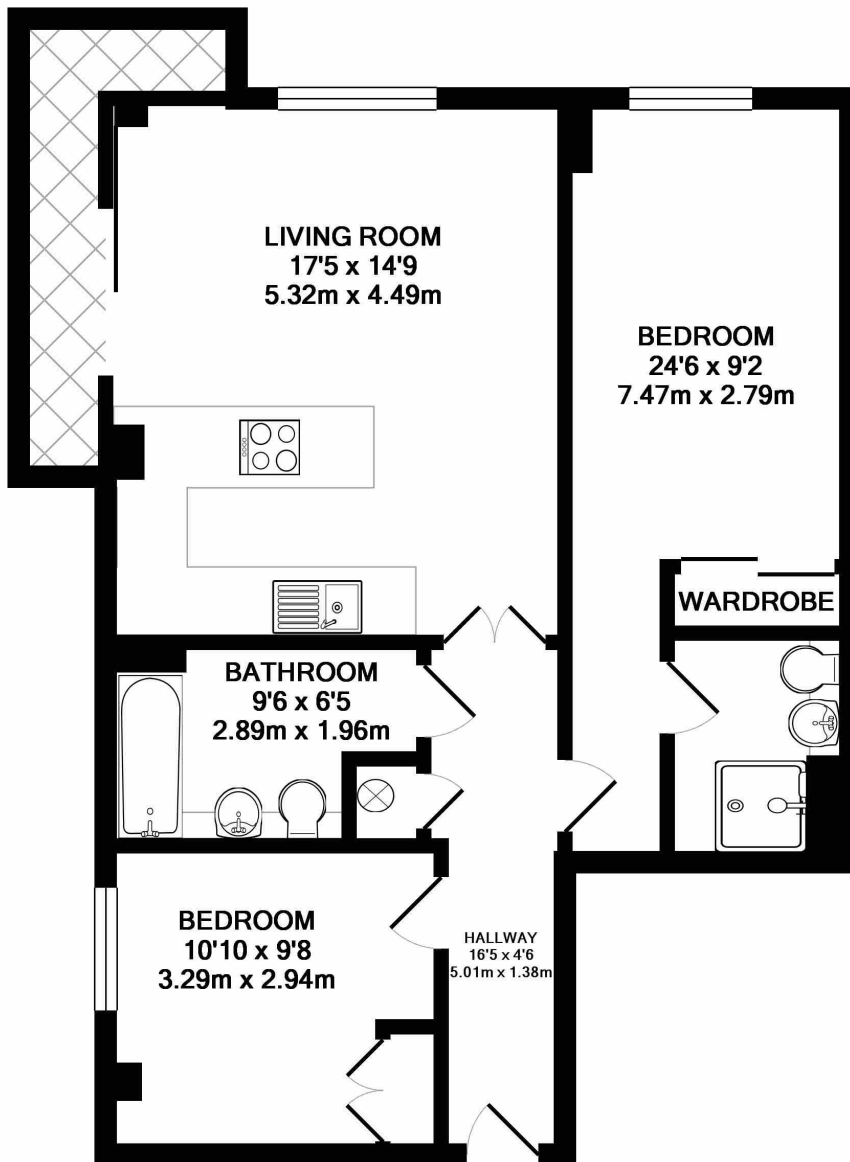 LIVING ROOM
17'5 x 14'9
5.32m x 4.49m
BEDROOM
24'6 x 9'2
7.47m x 2.79m
WARDROBE
BATHROOM
9'6 x 6'5
2.89m x 1.96m
BEDROOM
10'10 x 9'8
3.29m x 2.94m
HALLWAY
16'5 x 4'6
5.01m x 1.38m